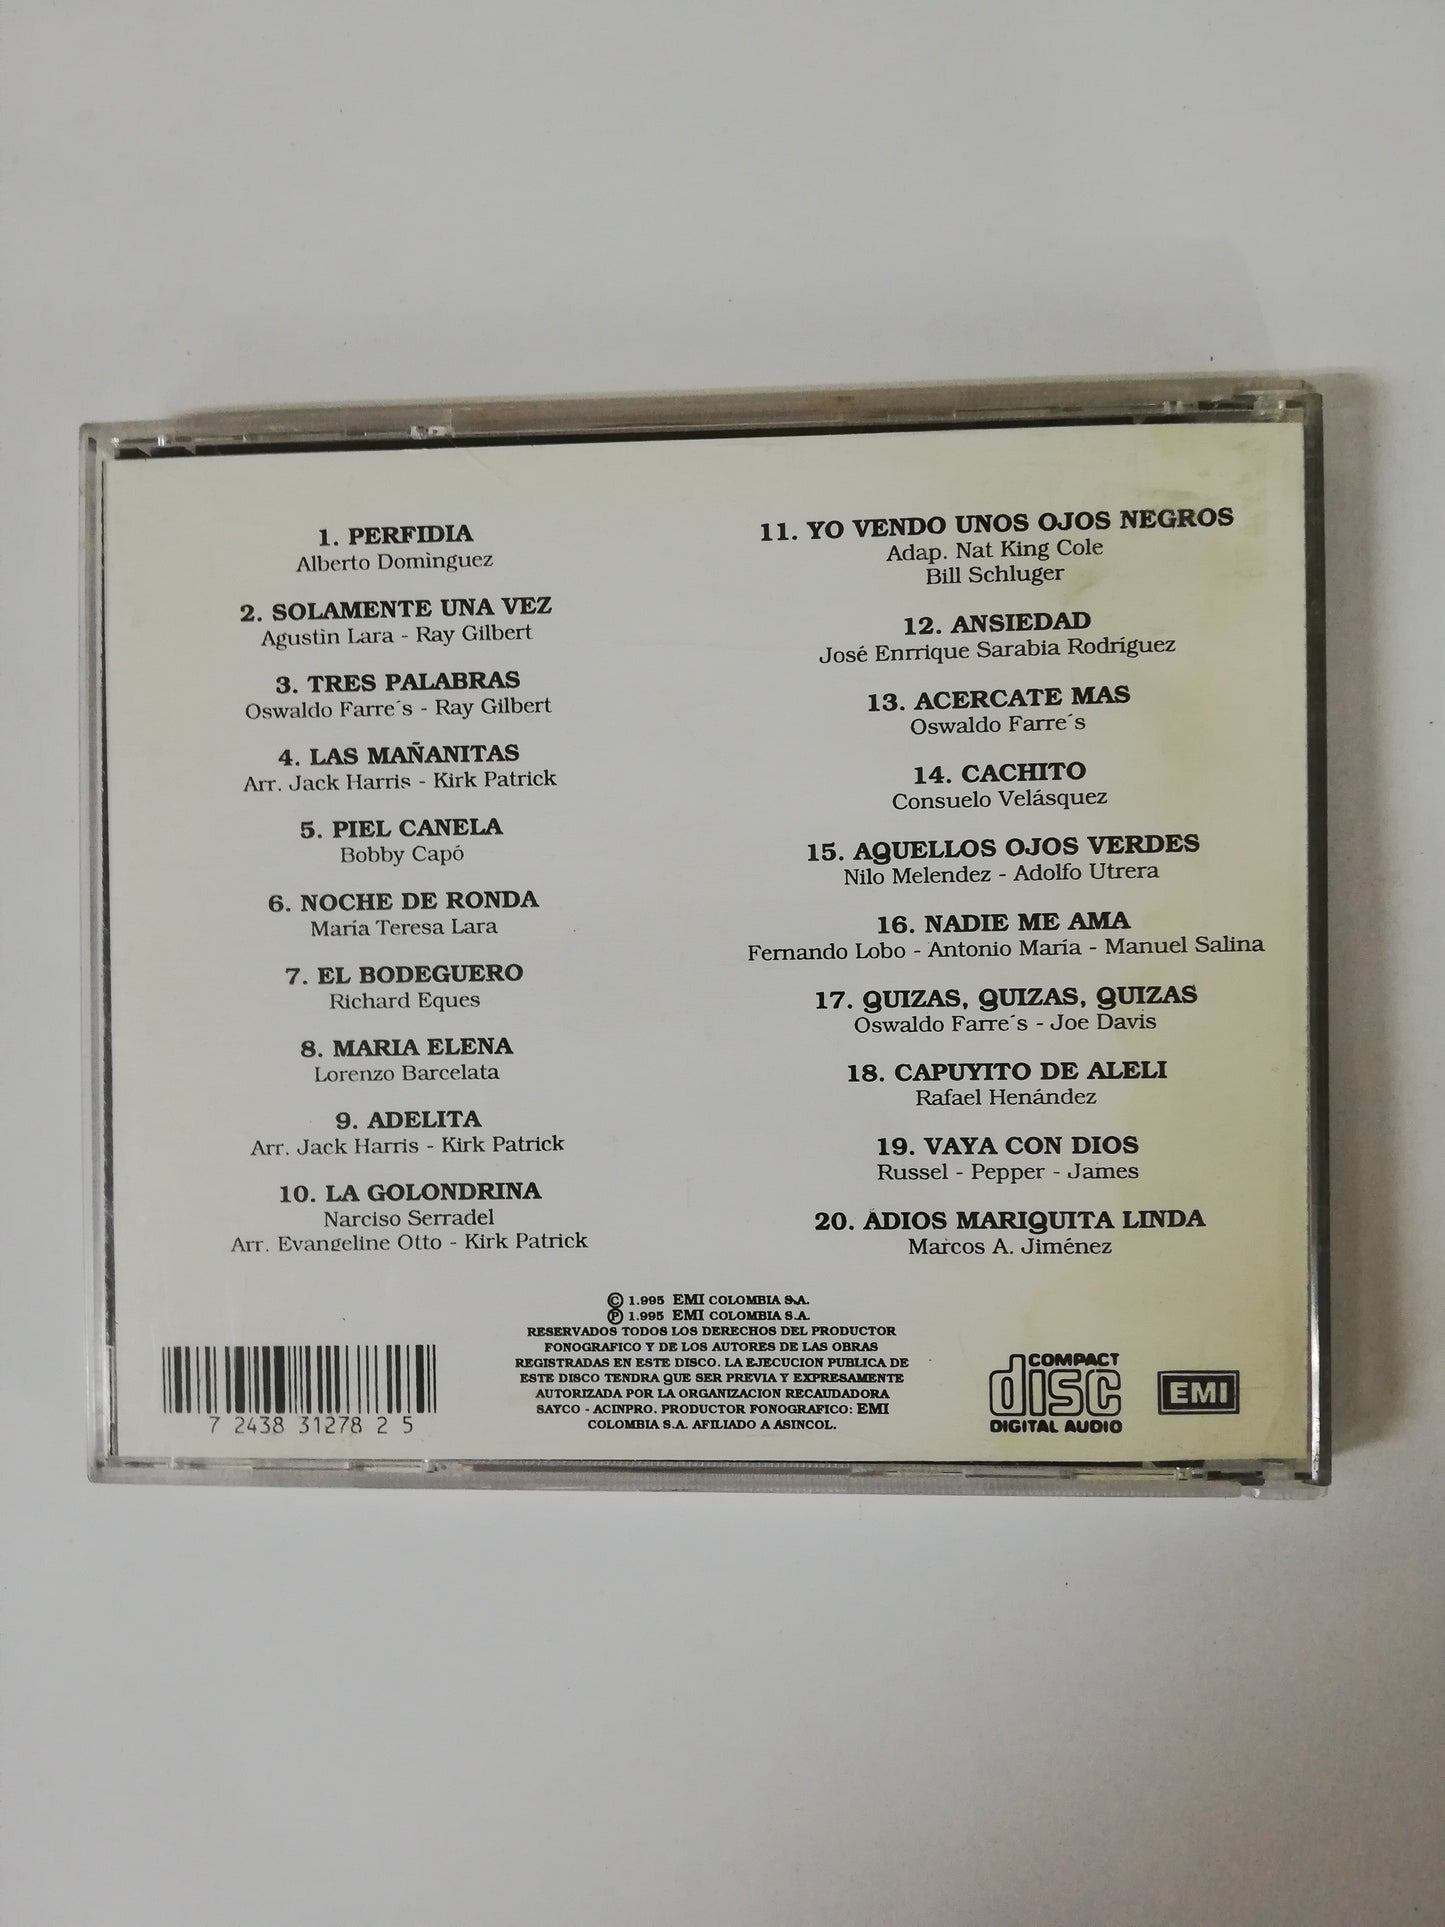 1. PERFIDIA
Alberto Domìnguez
2. SOLAMENTE UNA VEZ
Agustìn Lara - Ray Gilbert
3. TRES PALABRAS
Oswaldo Farre´s - Ray Gilbert
4. LAS MAÑANITAS
Arr. Jack Harris - Kirk Patrick
5. PIEL CANELA
Bobby Capó
6. NOCHE DE RONDA
María Teresa Lara
7. EL BODEGUERO
Richard Eques
8. MARIA ELENA
Lorenzo Barcelata
9. ADELITA
Arr. Jack Harris - Kirk Patrick
10. LA GOLONDRINA
Narciso Serradel
Arr. Evangeline Otto - Kirk Patrick
11. YO VENDO UNOS OJOS NEGROS
Adap. Nat King Cole
Bill Schluger
12. ANSIEDAD
José Enrrique Sarabia Rodríguez
13. ACERCATE MAS
Oswaldo Farre´s
14. CACHITO
Consuelo Velásquez
15. AQUELLOS OJOS VERDES
Nilo Melendez - Adolfo Utrera
16. NADIE ME AMA
Fernando Lobo - Antonio María - Manuel Salina
17. QUIZAS, QUIZAS, QUIZAS
Oswaldo Farre´s - Joe Davis
18. CAPUYITO DE ALELI
Rafael Henández
19. VAYA CON DIOS
Russel - Pepper - James
20. ADIOS MARIQUITA LINDA
Marcos A. Jiménez
© 1.995 EMI COLOMBIA S.A.
℗ 1.995 EMI COLOMBIA S.A.
RESERVADOS TODOS LOS DERECHOS DEL PRODUCTOR
FONOGRAFICO Y DE LOS AUTORES DE LAS OBRAS
REGISTRADAS EN ESTE DISCO. LA EJECUCION PUBLICA DE
ESTE DISCO TENDRA QUE SER PREVIA Y EXPRESAMENTE
AUTORIZADA POR LA ORGANIZACION RECAUDADORA
SAYCO - ACINPRO. PRODUCTOR FONOGRAFICO: EMI
COLOMBIA S.A. AFILIADO A ASINCOL.
7 24383 31278 2 5
COMPACT
disc
DIGITAL AUDIO
EMI